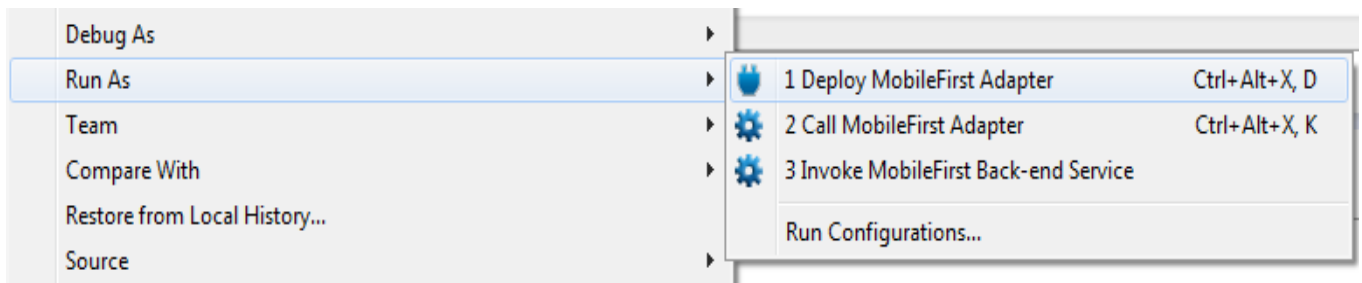 Debug As
Run As
Team
Compare With
Restore from Local History...
Source
1 Deploy MobileFirst Adapter Ctrl+Alt+X, D
2 Call MobileFirst Adapter Ctrl+Alt+X, K
3 Invoke MobileFirst Back-end Service
Run Configurations...